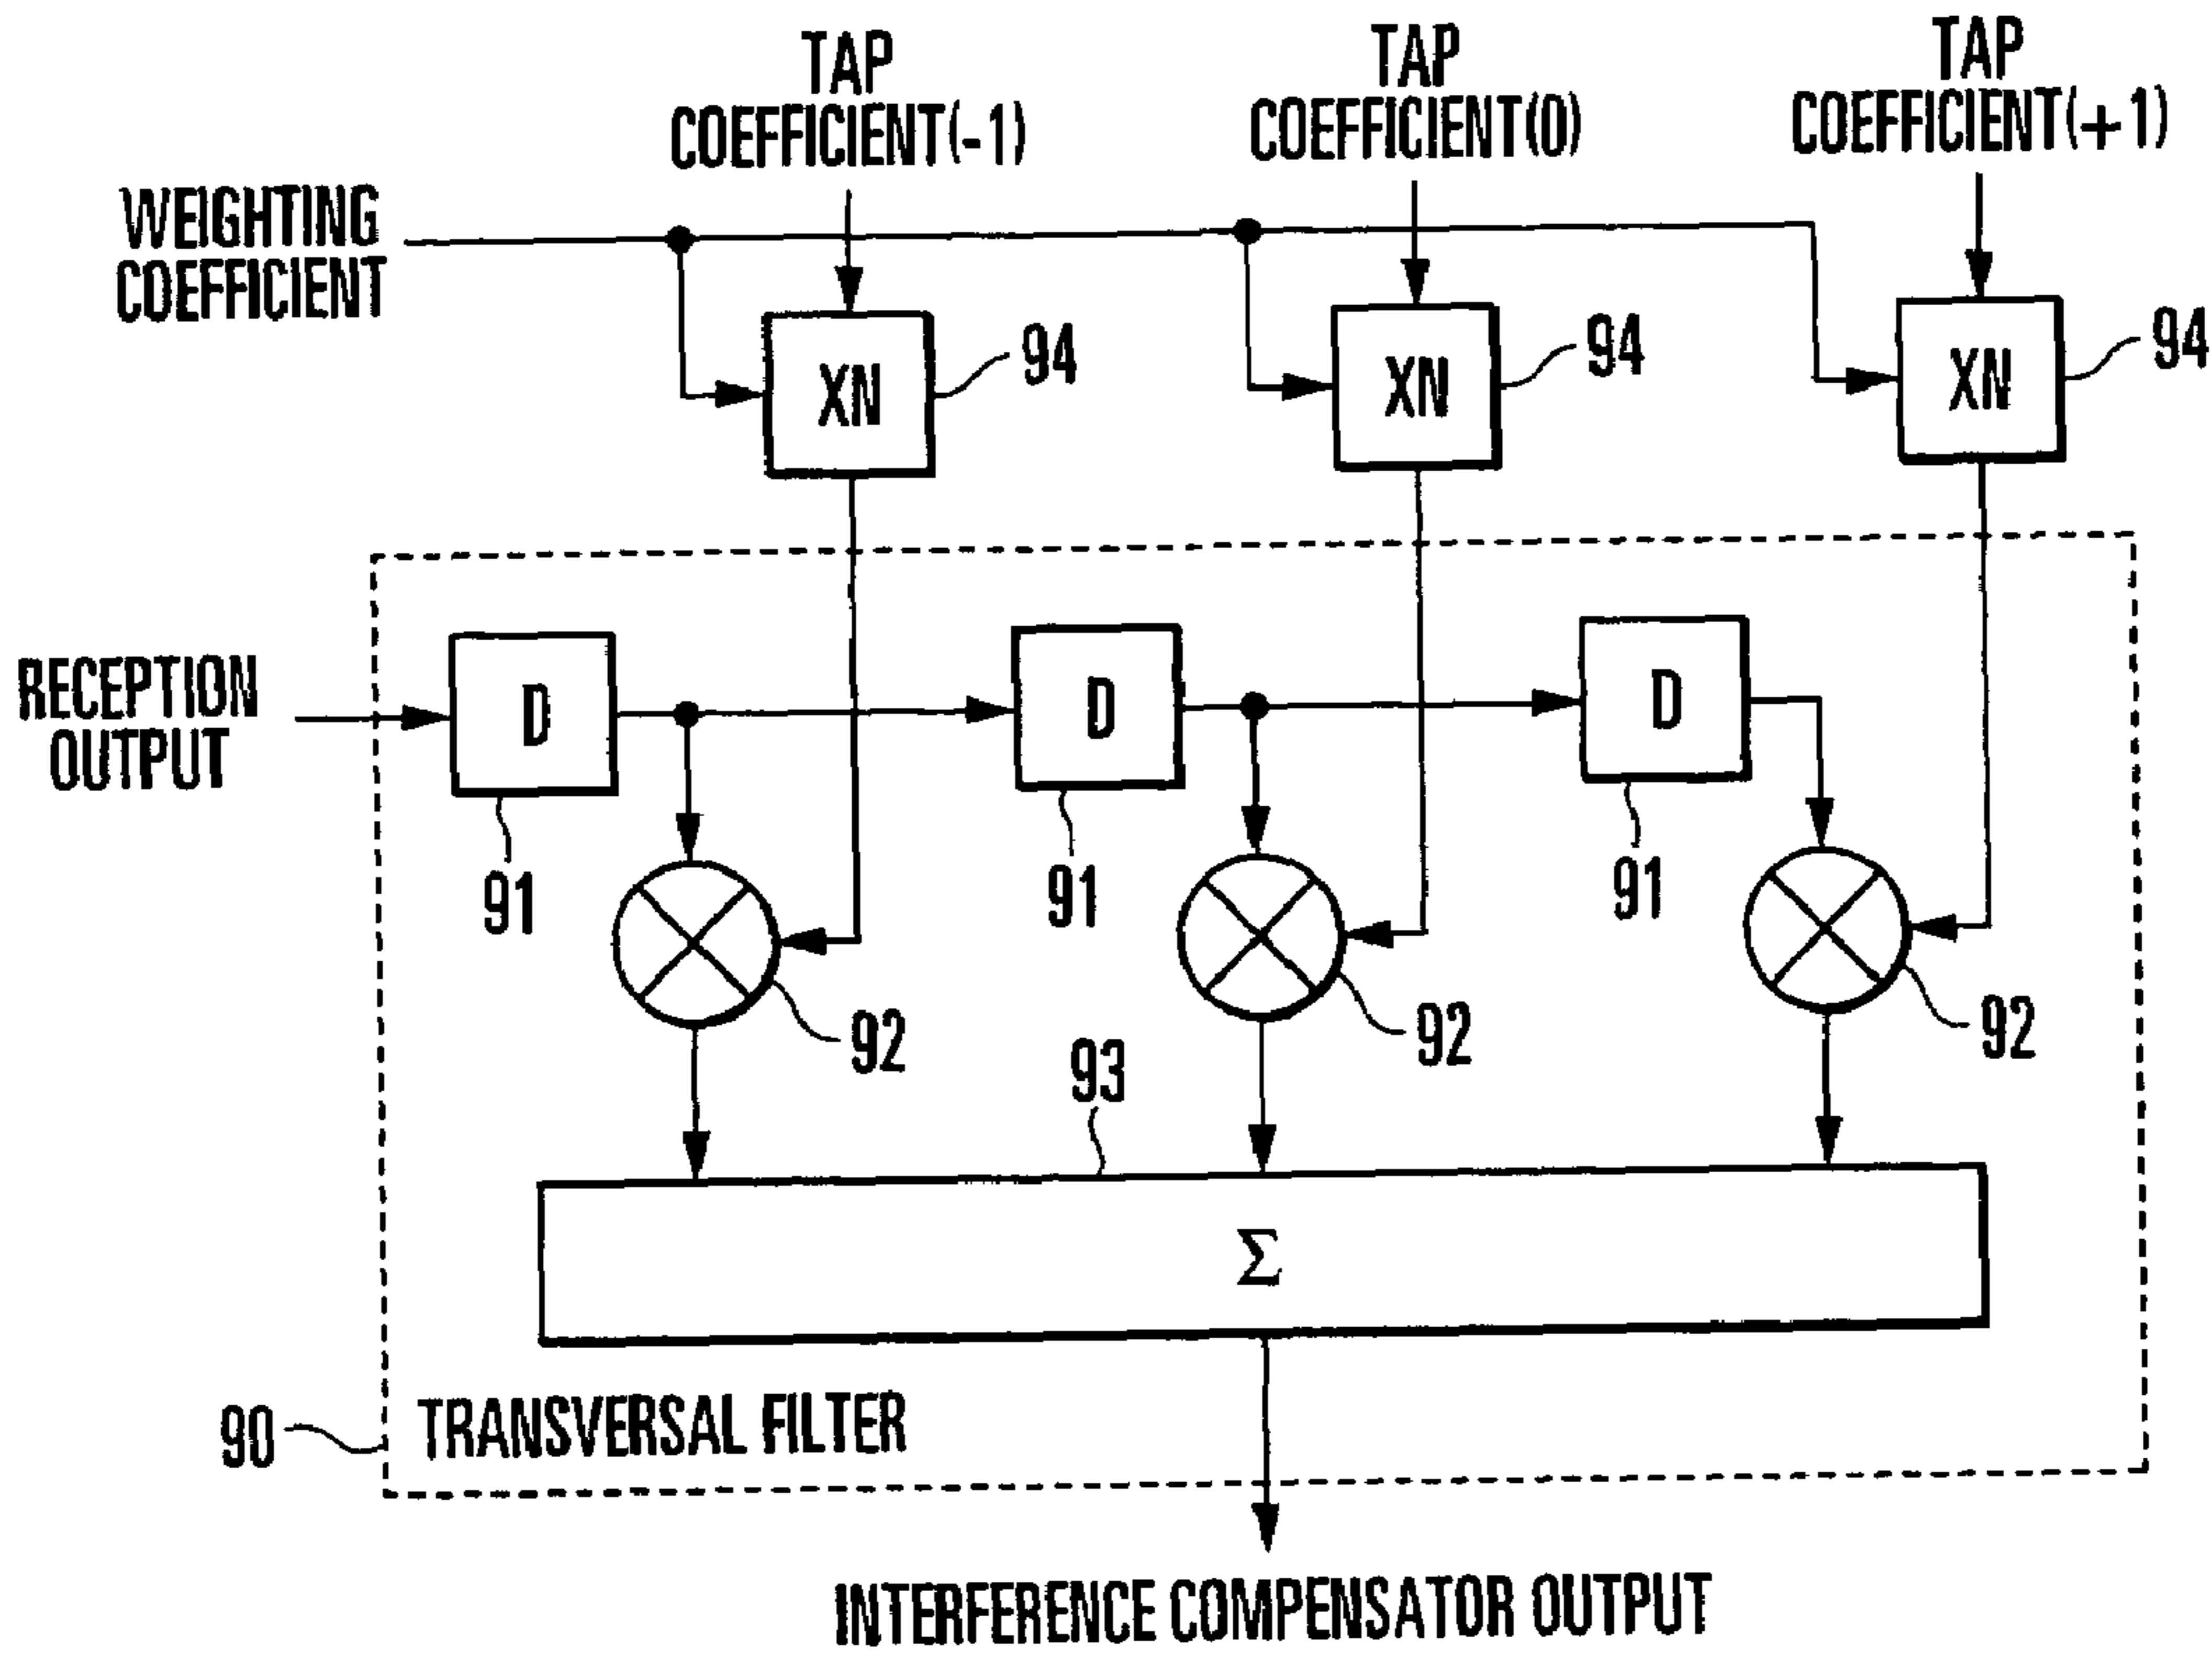 TAP
COEFFICIENT(-1)
TAP
COEFFICIENT(0)
TAP
COEFFICIENT(+1)
WEIGHTING
COEFFICIENT
XN
94
XN
94
XN
94
RECEPTION
OUTPUT
D
91
D
91
D
91
92
92
92
93
Σ
90
TRANSVERSAL FILTER
INTERFERENCE COMPENSATOR OUTPUT